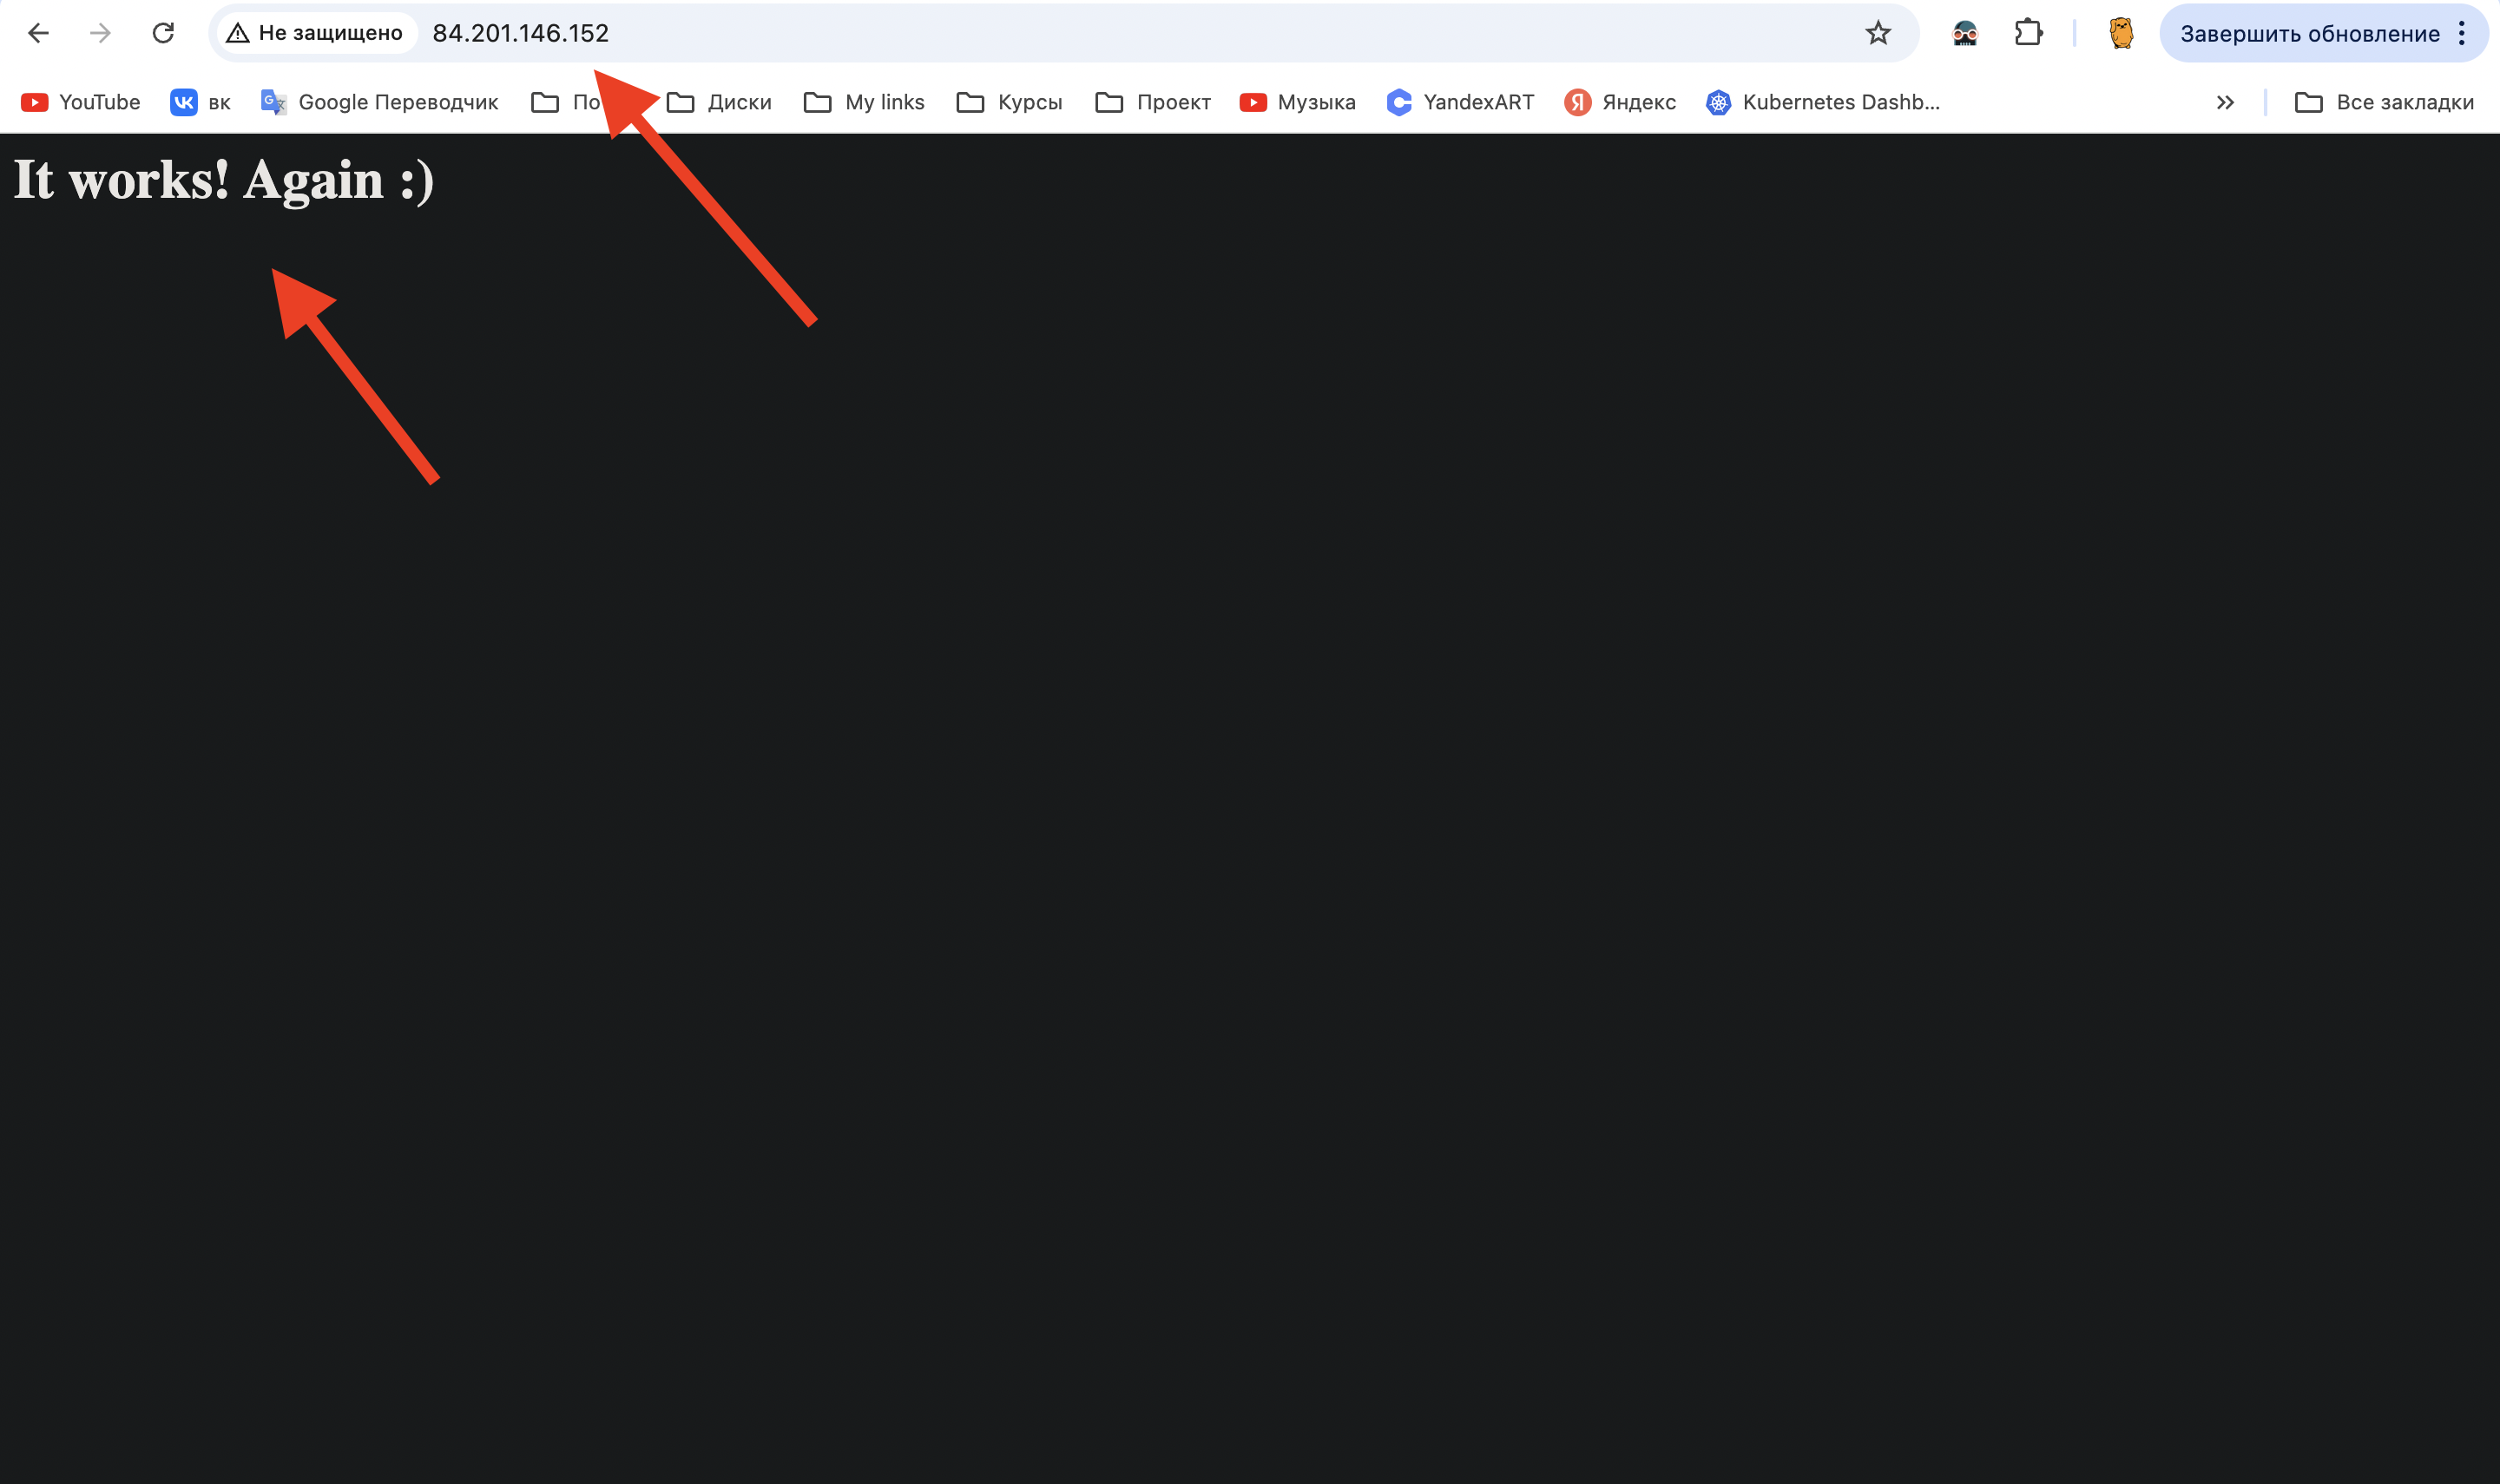 Не защищено 84.201.146.152 Завершить обновление
YouTube вк Google Переводчик По Диски My links Курсы Проект Музыка YandexART Яндекс Kubernetes Dashb... Все закладки
It works! Again :)